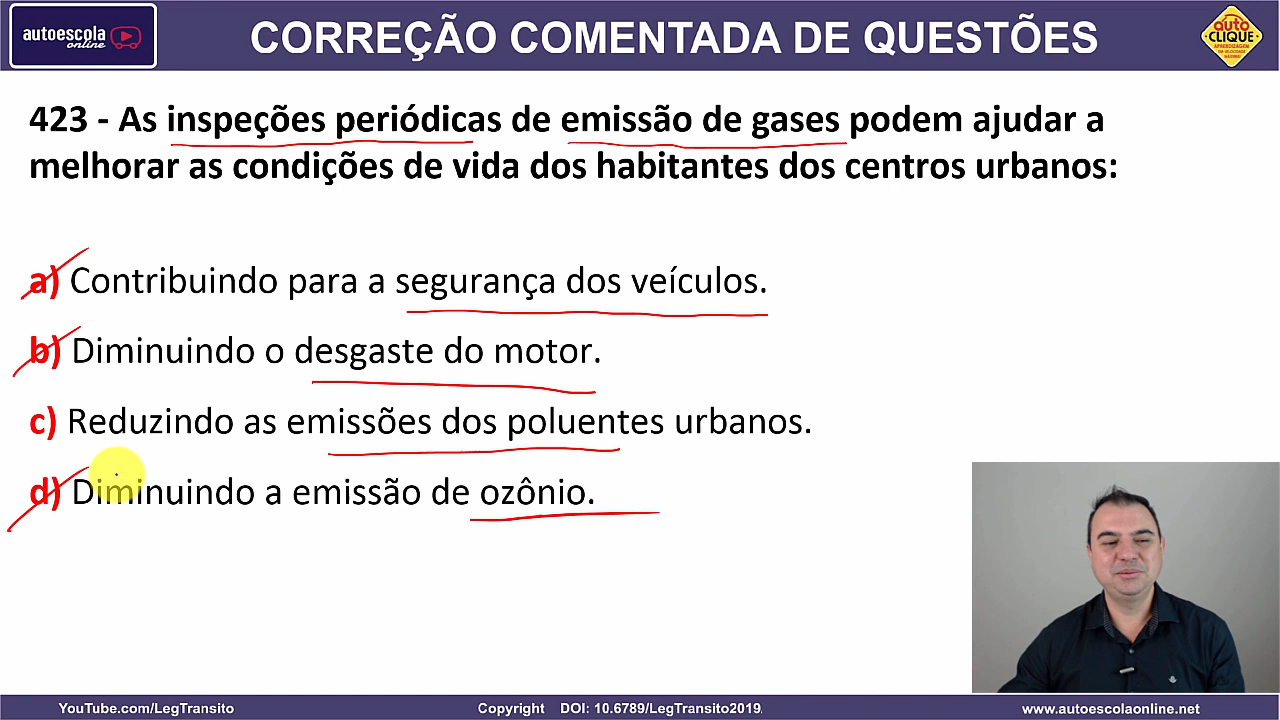 autoescola
online
CORREÇÃO COMENTADA DE QUESTÕES
auto
CLIQUE
APRENDIZAGEM
423 - As inspeções periódicas de emissão de gases podem ajudar a
melhorar as condições de vida dos habitantes dos centros urbanos:
a) Contribuindo para a segurança dos veículos.
b) Diminuindo o desgaste do motor.
c) Reduzindo as emissões dos poluentes urbanos.
d) Diminuindo a emissão de ozônio.
YouTube.com/LegTransito
Copyright DOI: 10.6789/LegTransito2019
www.autoescolaonline.net